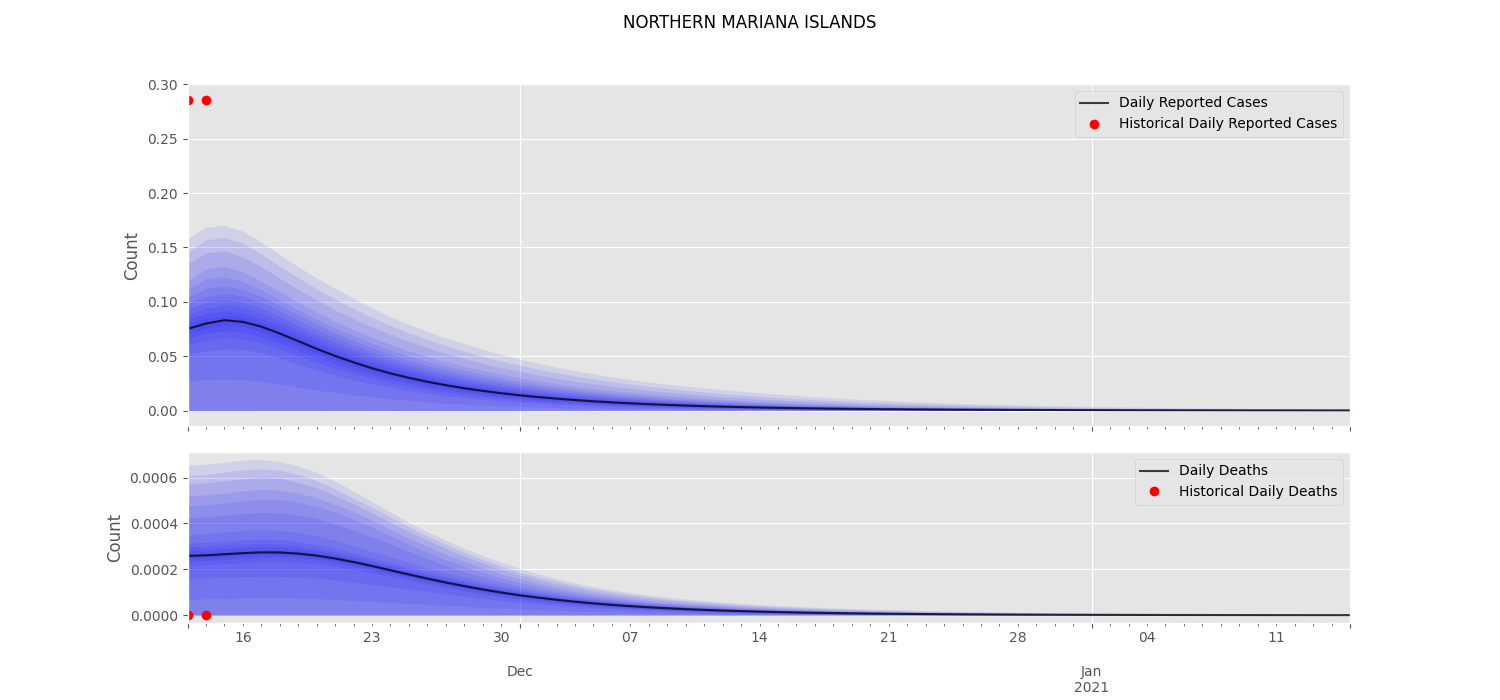 NORTHERN MARIANA ISLANDS
0.30
0.25
0.20
0.15
0.10
0.05
0.00
Count
Daily Reported Cases
Historical Daily Reported Cases
0.0006
0.0004
0.0002
0.0000
Count
Daily Deaths
Historical Daily Deaths
16 23 30 07 14 21 28 04 11
Dec Jan
2021